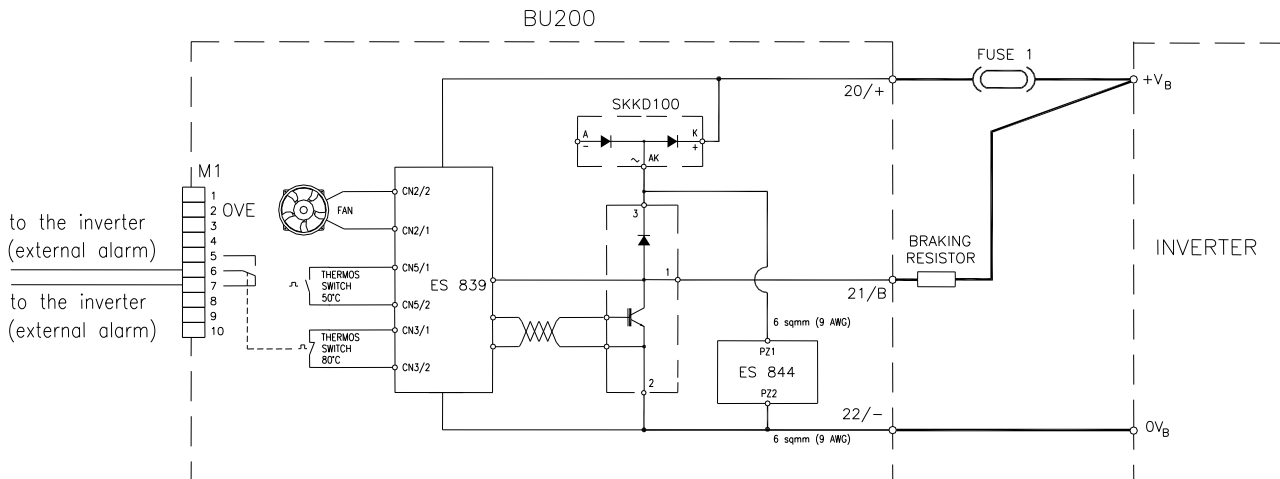 BU200
FUSE 1
20/+
+VB
SKKD100
A
-
K
+
~ AK
M1
1
2
3
4
5
6
7
8
9
10
OVE
to the inverter
(external alarm)
to the inverter
(external alarm)
FAN
CN2/2
CN2/1
CN5/1
CN5/2
CN3/1
CN3/2
ES 839
THERMOS
SWITCH
50°C
THERMOS
SWITCH
80°C
3
1
2
BRAKING
RESISTOR
21/B
INVERTER
6 sqmm (9 AWG)
PZ1
ES 844
PZ2
22/-
6 sqmm (9 AWG)
0VB